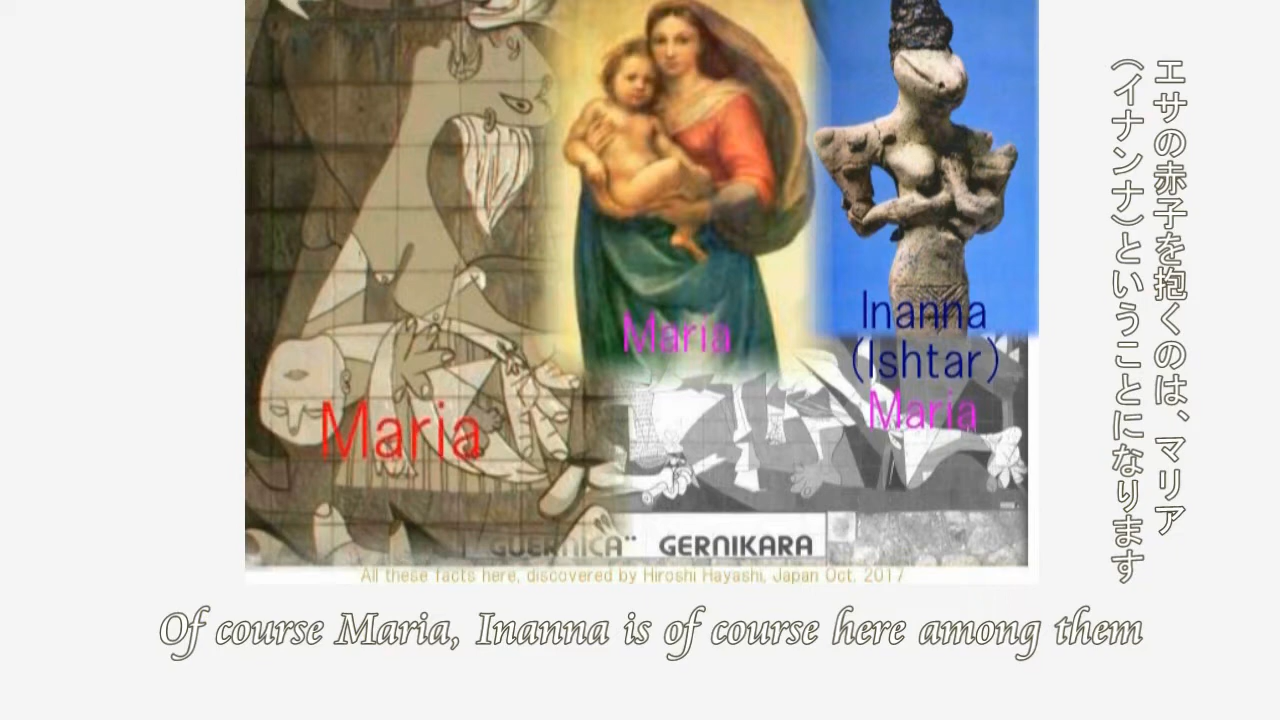 エサの赤子を抱くのは、マリア
（イナンナ）ということになります
Maria
Inanna
(Ishtar)
Maria
Maria
"GUERNICA" GERNIKARA
All these facts here, discovered by Hiroshi Hayashi, Japan Oct. 2017
Of course Maria, Inanna is of course here among them